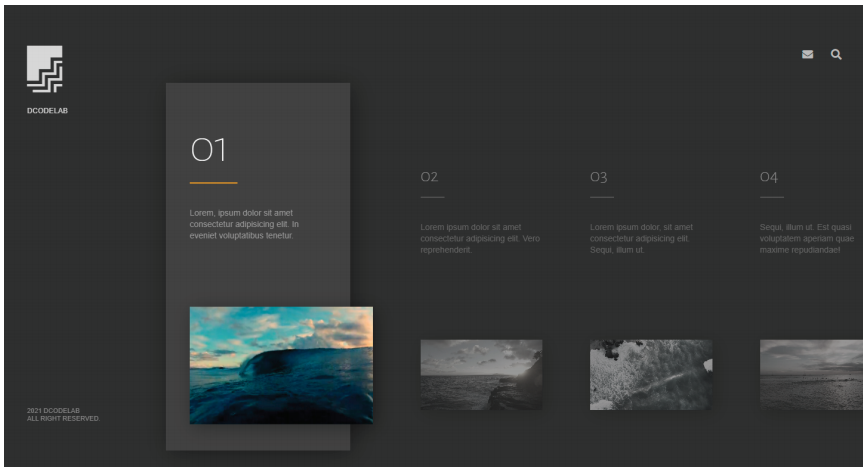 DCODELAB
01
Lorem, ipsum dolor sit amet
consectetur adipisicing elit. In
eveniet voluptatibus tenetur.
02
Lorem ipsum dolor sit amet
consectetur adipisicing elit. Vero
reprehenderit.
03
Lorem ipsum dolor, sit amet
consectetur adipisicing elit.
Sequi, illum ut.
04
Sequi, illum ut. Est quasi
voluptatem aperiam quae
maxime repudiandae!
2021 DCODELAB
ALL RIGHT RESERVED.